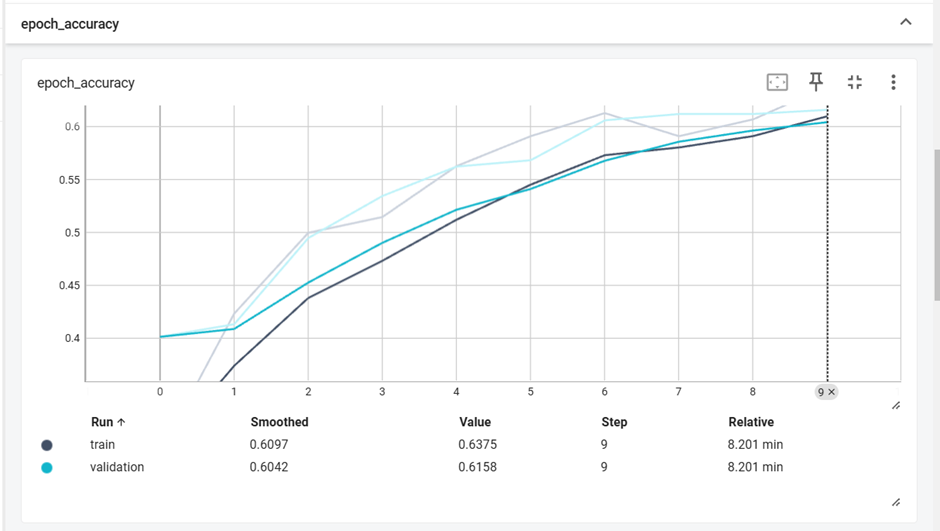 epoch_accuracy
epoch_accuracy
0.6
0.55
0.5
0.45
0.4
0 1 2 3 4 5 6 7 8 9 ×
Run ↑ Smoothed Value Step Relative
train 0.6097 0.6375 9 8.201 min
validation 0.6042 0.6158 9 8.201 min